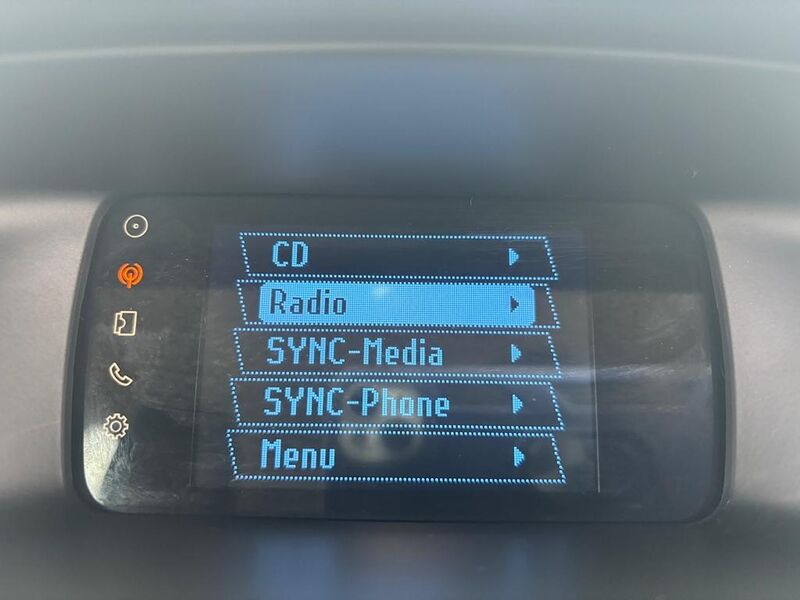 CD
Radio
SYNC-Media
SYNC-Phone
Menu